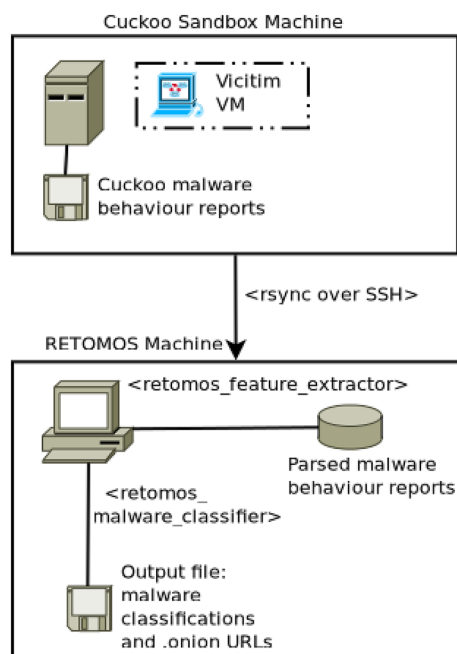 Cuckoo Sandbox Machine
Vicitim
VM
Cuckoo malware
behaviour reports
<rsync over SSH>
RETOMOS Machine
<retomos_feature_extractor>
Parsed malware
behaviour reports
<retomos_
malware_classifier>
Output file:
malware
classifications
and .onion URLs